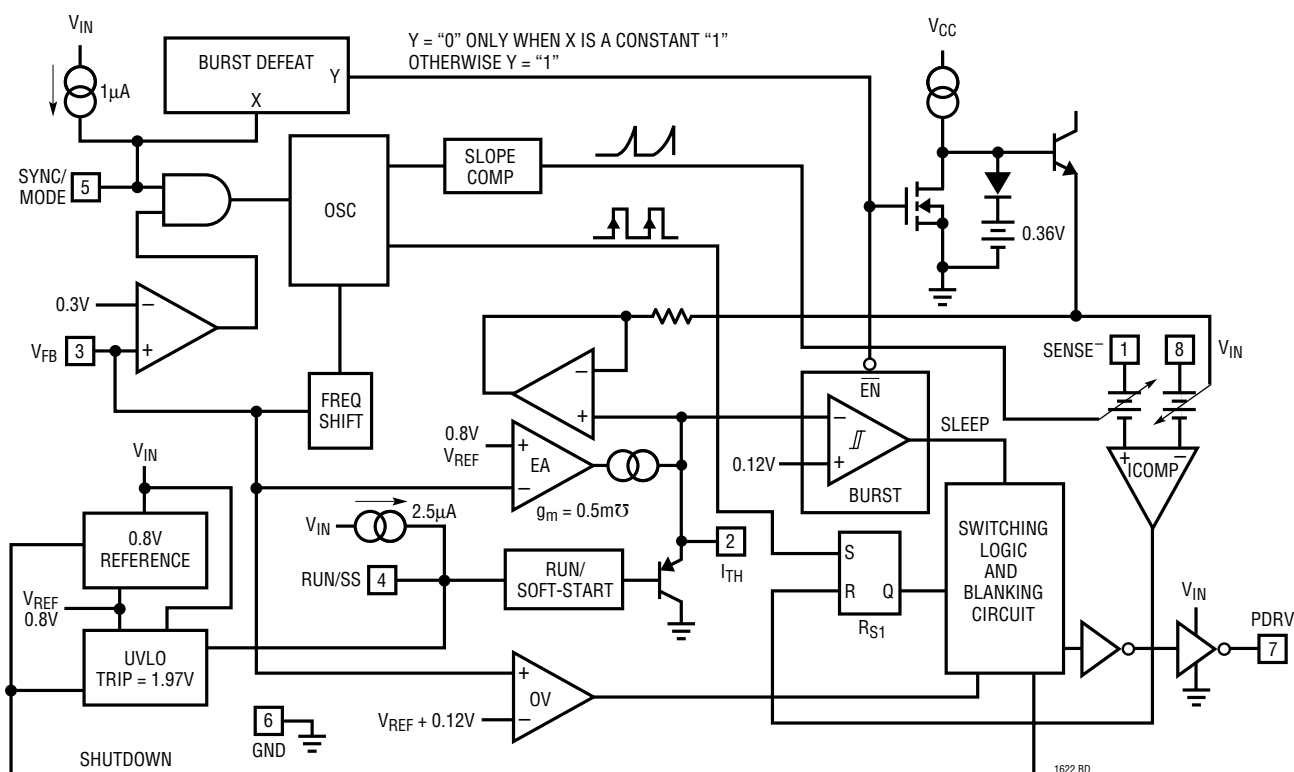 V_IN
1µA
BURST DEFEAT
Y
X
Y = “0” ONLY WHEN X IS A CONSTANT “1”
OTHERWISE Y = “1”
V_CC
SYNC/
MODE
5
OSC
SLOPE
COMP
0.36V
0.3V
−
V_FB
3
+
FREQ
SHIFT
SENSE−
1
8
V_IN
−
+
EN
−
+
BURST
SLEEP
0.12V
0.8V
V_REF
+
EA
−
g_m = 0.5m℧
+
−
ICOMP
V_IN
0.8V
REFERENCE
V_REF
0.8V
UVLO
TRIP = 1.97V
V_IN
2.5µA
RUN/SS
4
RUN/
SOFT-START
2
I_TH
S
R
Q
R_S1
SWITCHING
LOGIC
AND
BLANKING
CIRCUIT
V_IN
PDRV
7
+
OV
−
V_REF + 0.12V
6
GND
SHUTDOWN
1622 BD